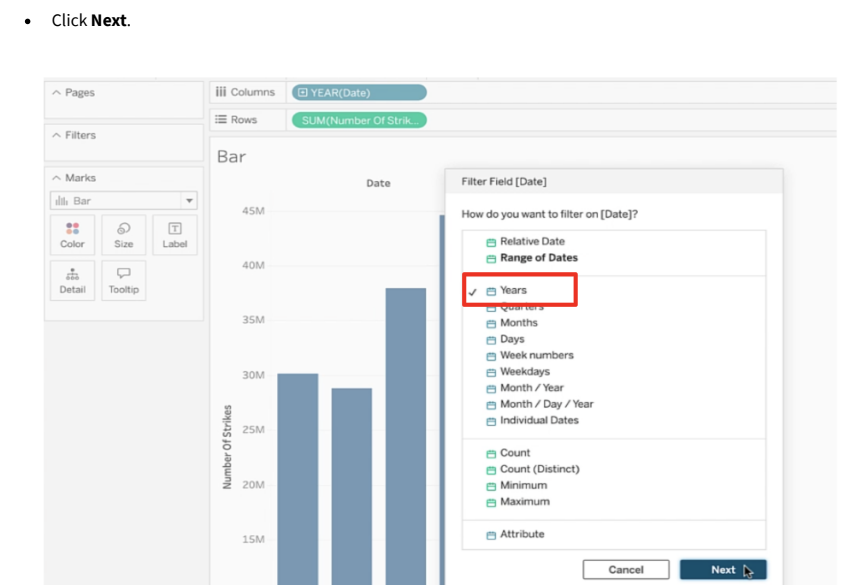 • Click Next.
Pages
Columns
YEAR(Date)
Rows
SUM(Number Of Strik...
Filters
Marks
Bar
Color
Size
Label
Detail
Tooltip
Bar
Date
45M
40M
35M
30M
25M
20M
15M
Number Of Strikes
Filter Field [Date]
How do you want to filter on [Date]?
Relative Date
Range of Dates
Years
Quarters
Months
Days
Week numbers
Weekdays
Month / Year
Month / Day / Year
Individual Dates
Count
Count (Distinct)
Minimum
Maximum
Attribute
Cancel
Next